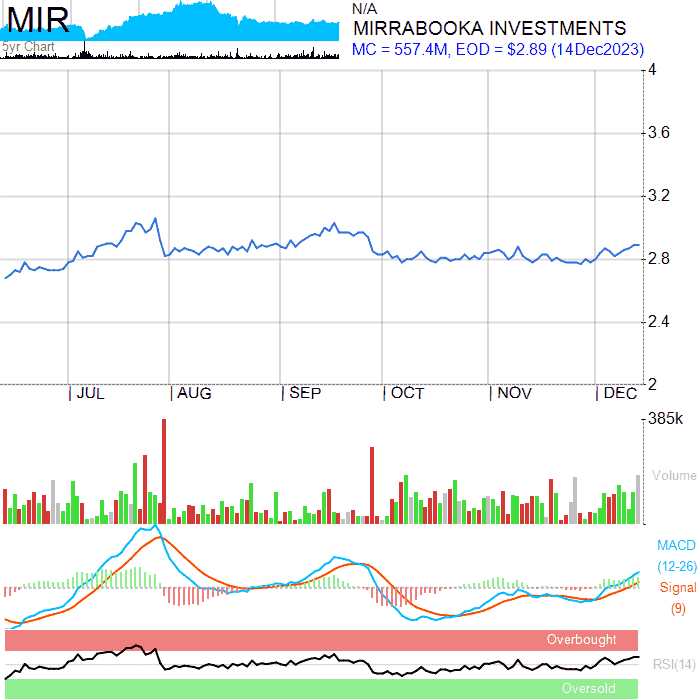 MIR
5yr Chart
N/A
MIRRABOOKA INVESTMENTS
MC = 557.4M, EOD = $2.89 (14Dec2023)
4
3.6
3.2
2.8
2.4
2
JUL AUG SEP OCT NOV DEC
385k
Volume
MACD
(12-26)
Signal
(9)
Overbought
RSI(14)
Oversold